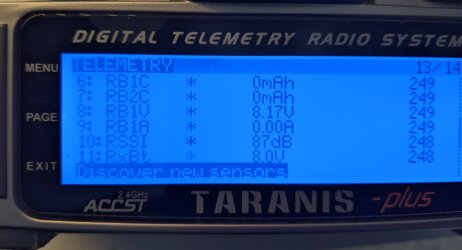 DIGITAL TELEMETRY RADIO SYSTEM
MENU
TELEMETRY 13/14
6: RB1C * 0mAh 249
7: RB2C * 0mAh 249
8: RB1V * 8.17V 249
PAGE
9: RB1A * 0.00A 249
10: RSSI * 87dB 248
11: RxBt * 8.0V 248
EXIT
Discover new sensors
2.4GHz
ACCST TARANIS -plus